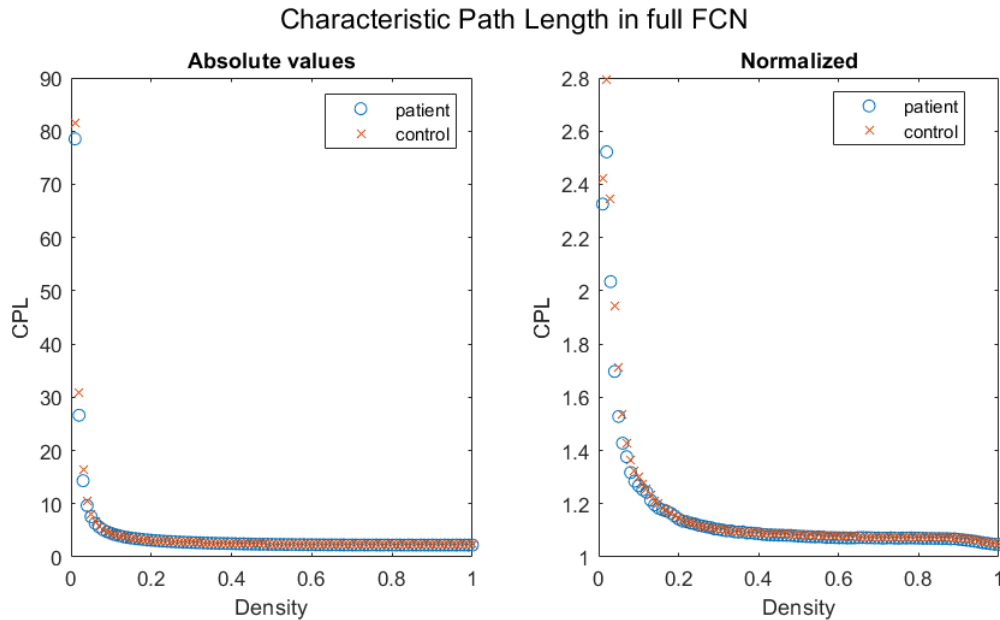 Characteristic Path Length in full FCN
Absolute values
90
80
70
60
50
40
30
20
10
0
CPL
0
0.2
0.4
0.6
0.8
1
Density
patient
control
Normalized
2.8
2.6
2.4
2.2
2
1.8
1.6
1.4
1.2
1
CPL
0
0.2
0.4
0.6
0.8
1
Density
patient
control